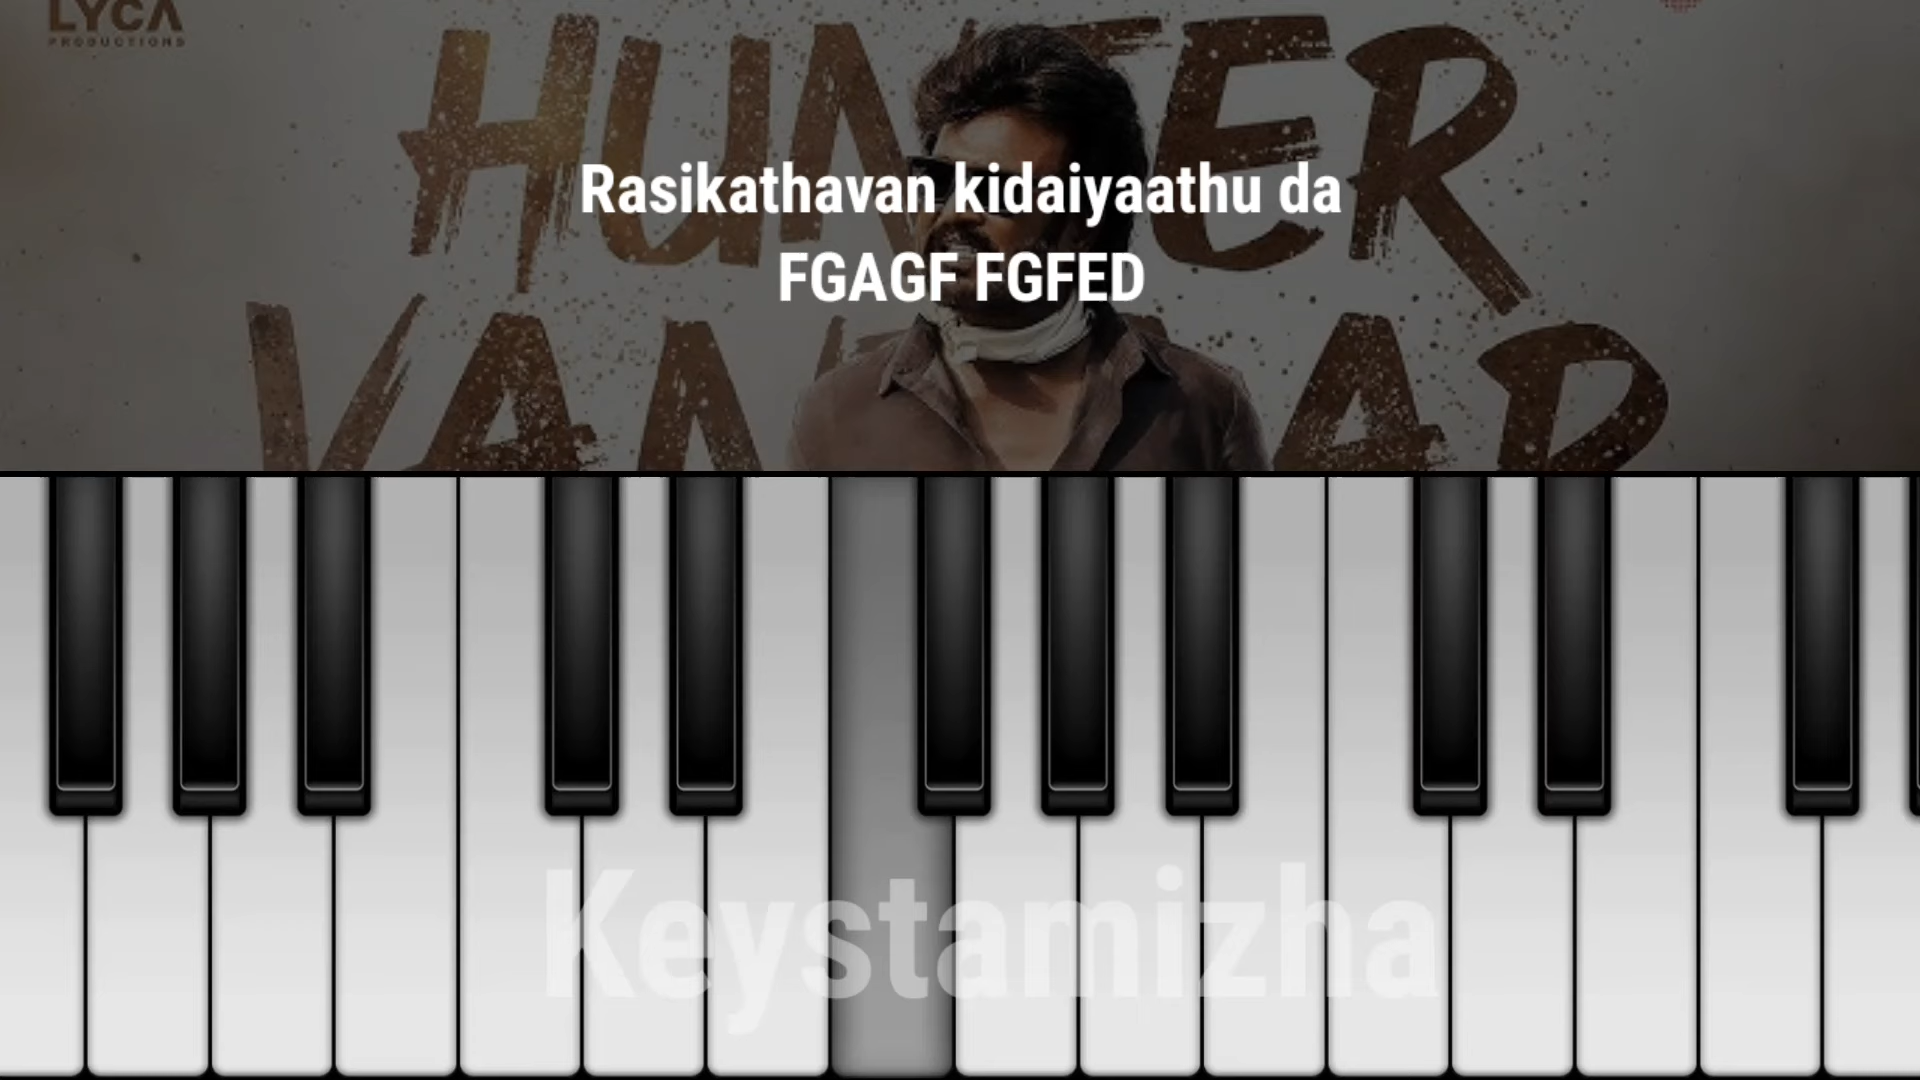 LYCA
PRODUCTIONS
HUNTER
Rasikathavan kidaiyaathu da
FGAGF FGFED
Keystamizha